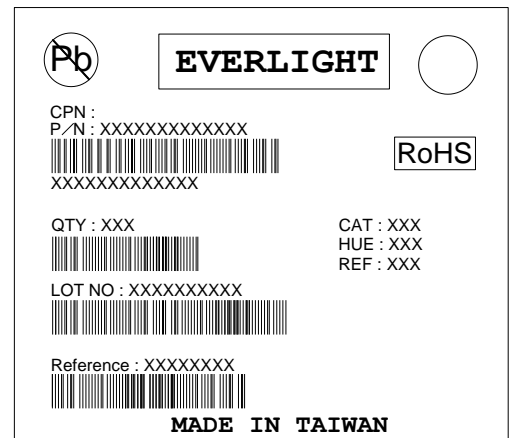 Pb
EVERLIGHT
CPN :
P/N : XXXXXXXXXXXXX
RoHS
XXXXXXXXXXXXX
QTY : XXX
CAT : XXX
HUE : XXX
REF : XXX
LOT NO : XXXXXXXXXX
Reference : XXXXXXXX
MADE IN TAIWAN